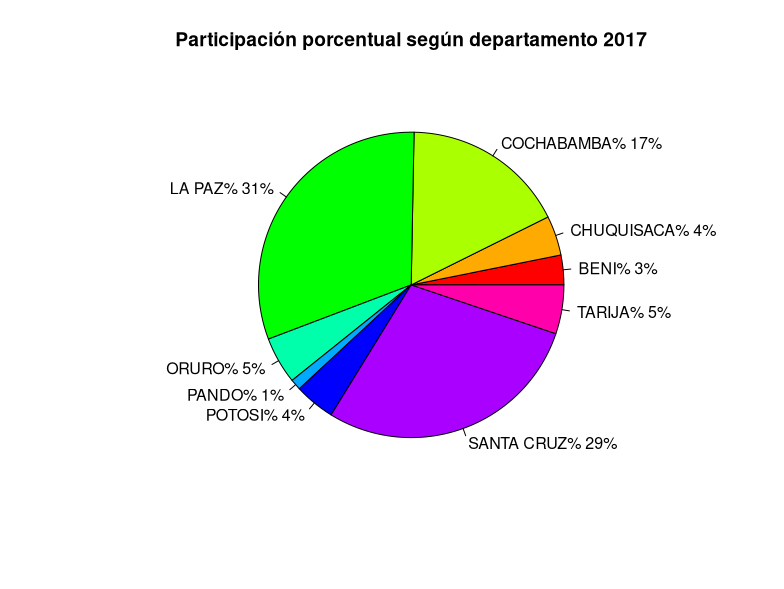 Participación porcentual según departamento 2017
COCHABAMBA% 17%
LA PAZ% 31%
CHUQUISACA% 4%
BENI% 3%
TARIJA% 5%
ORURO% 5%
PANDO% 1%
POTOSI% 4%
SANTA CRUZ% 29%